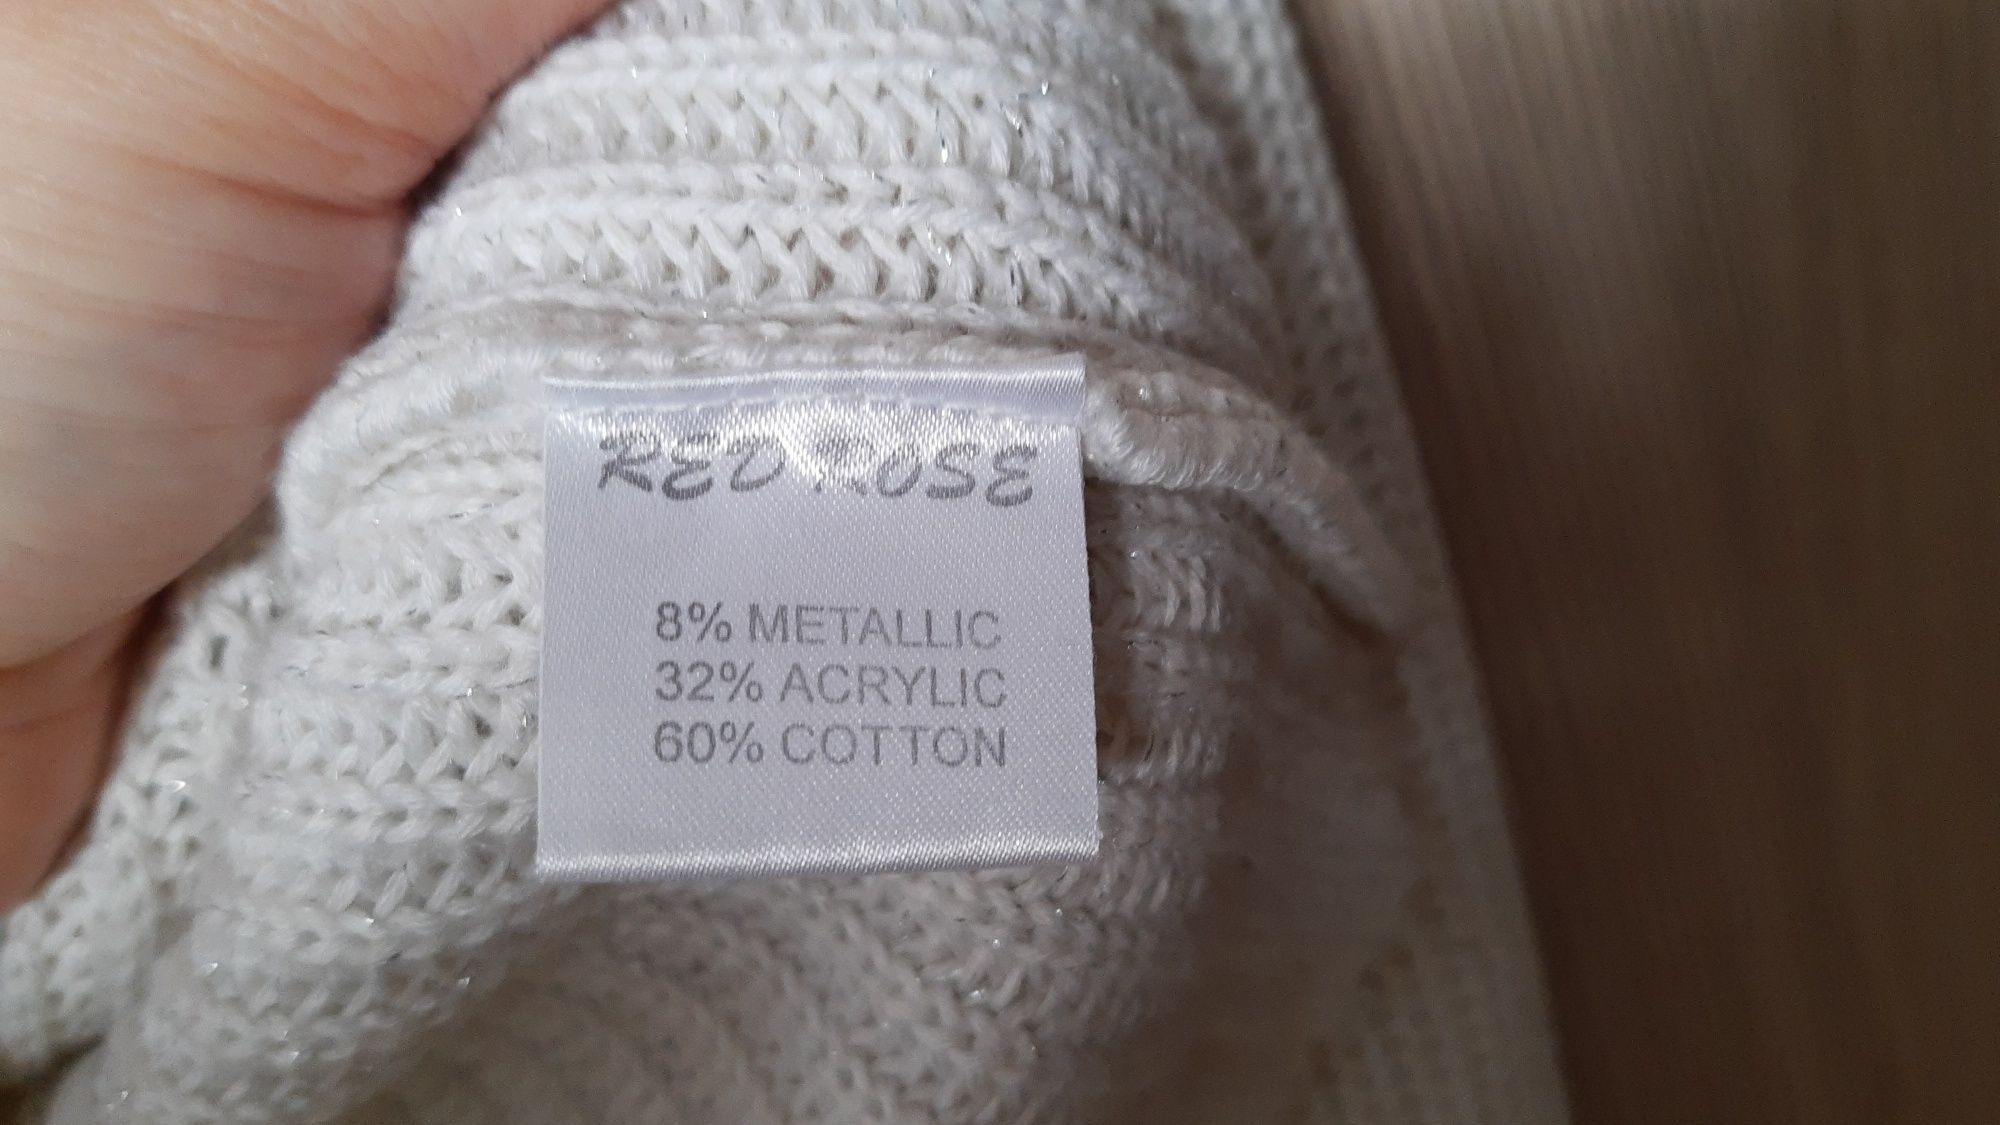 RED ROSE
8% METALLIC
32% ACRYLIC
60% COTTON